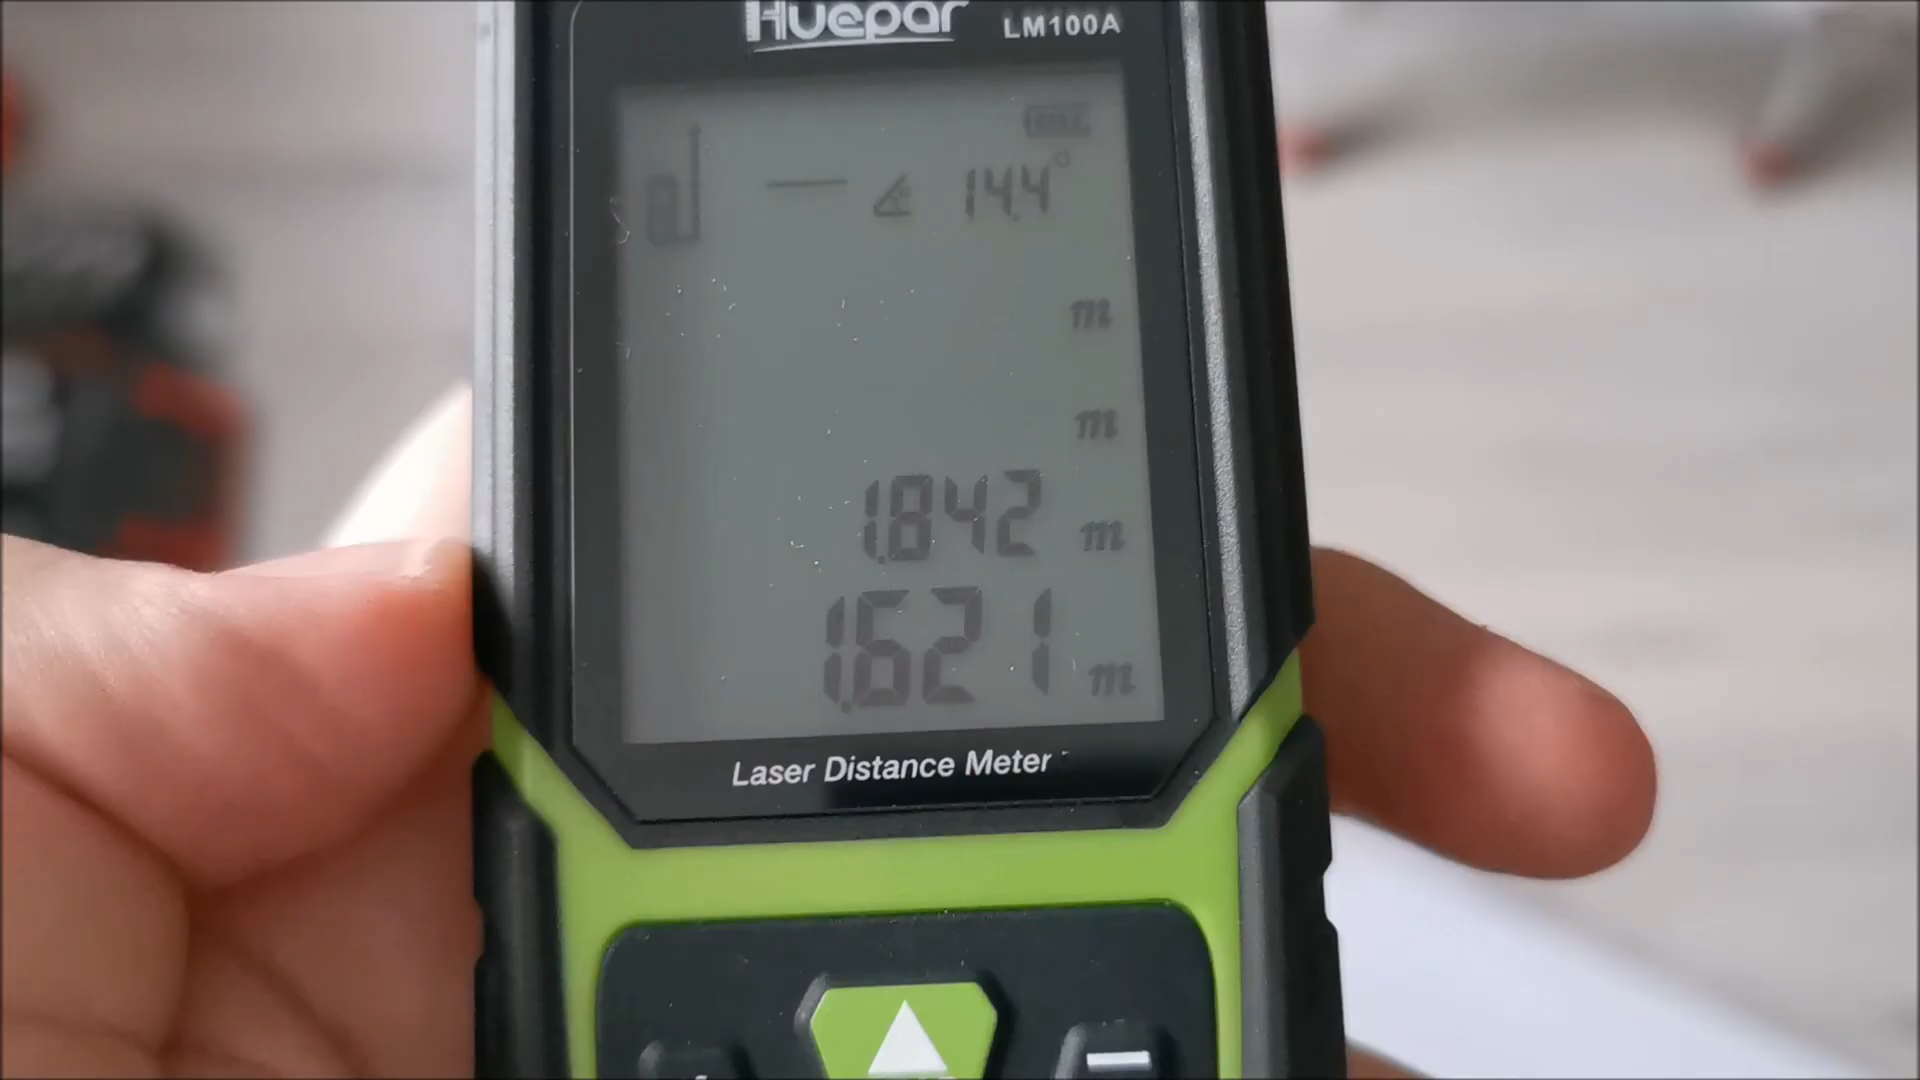 Huepar LM100A
14.4°
m
m
1.842 m
1.621 m
Laser Distance Meter